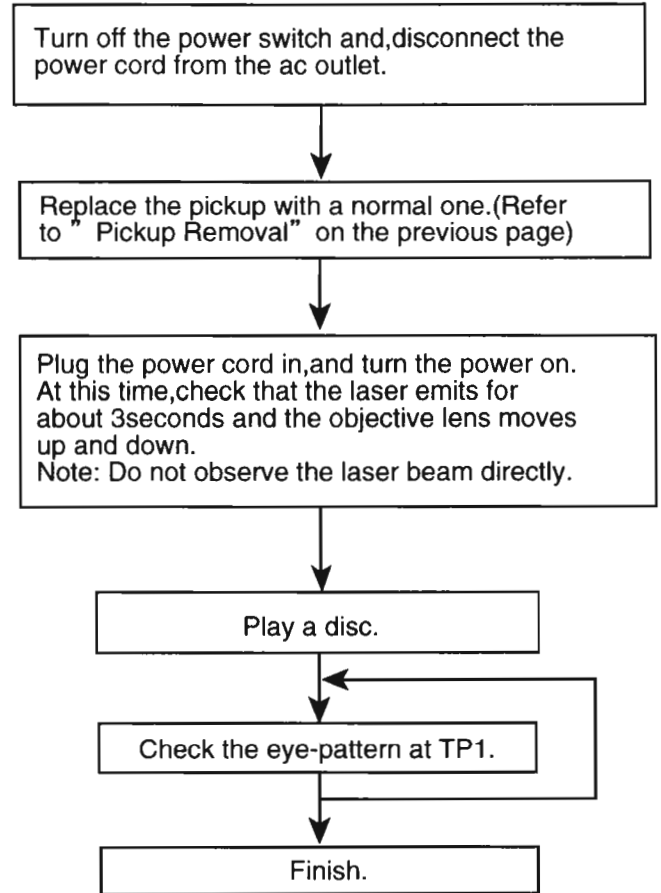 Turn off the power switch and,disconnect the
power cord from the ac outlet.
Replace the pickup with a normal one.(Refer
to " Pickup Removal" on the previous page)
Plug the power cord in,and turn the power on.
At this time,check that the laser emits for
about 3seconds and the objective lens moves
up and down.
Note: Do not observe the laser beam directly.
Play a disc.
Check the eye-pattern at TP1.
Finish.